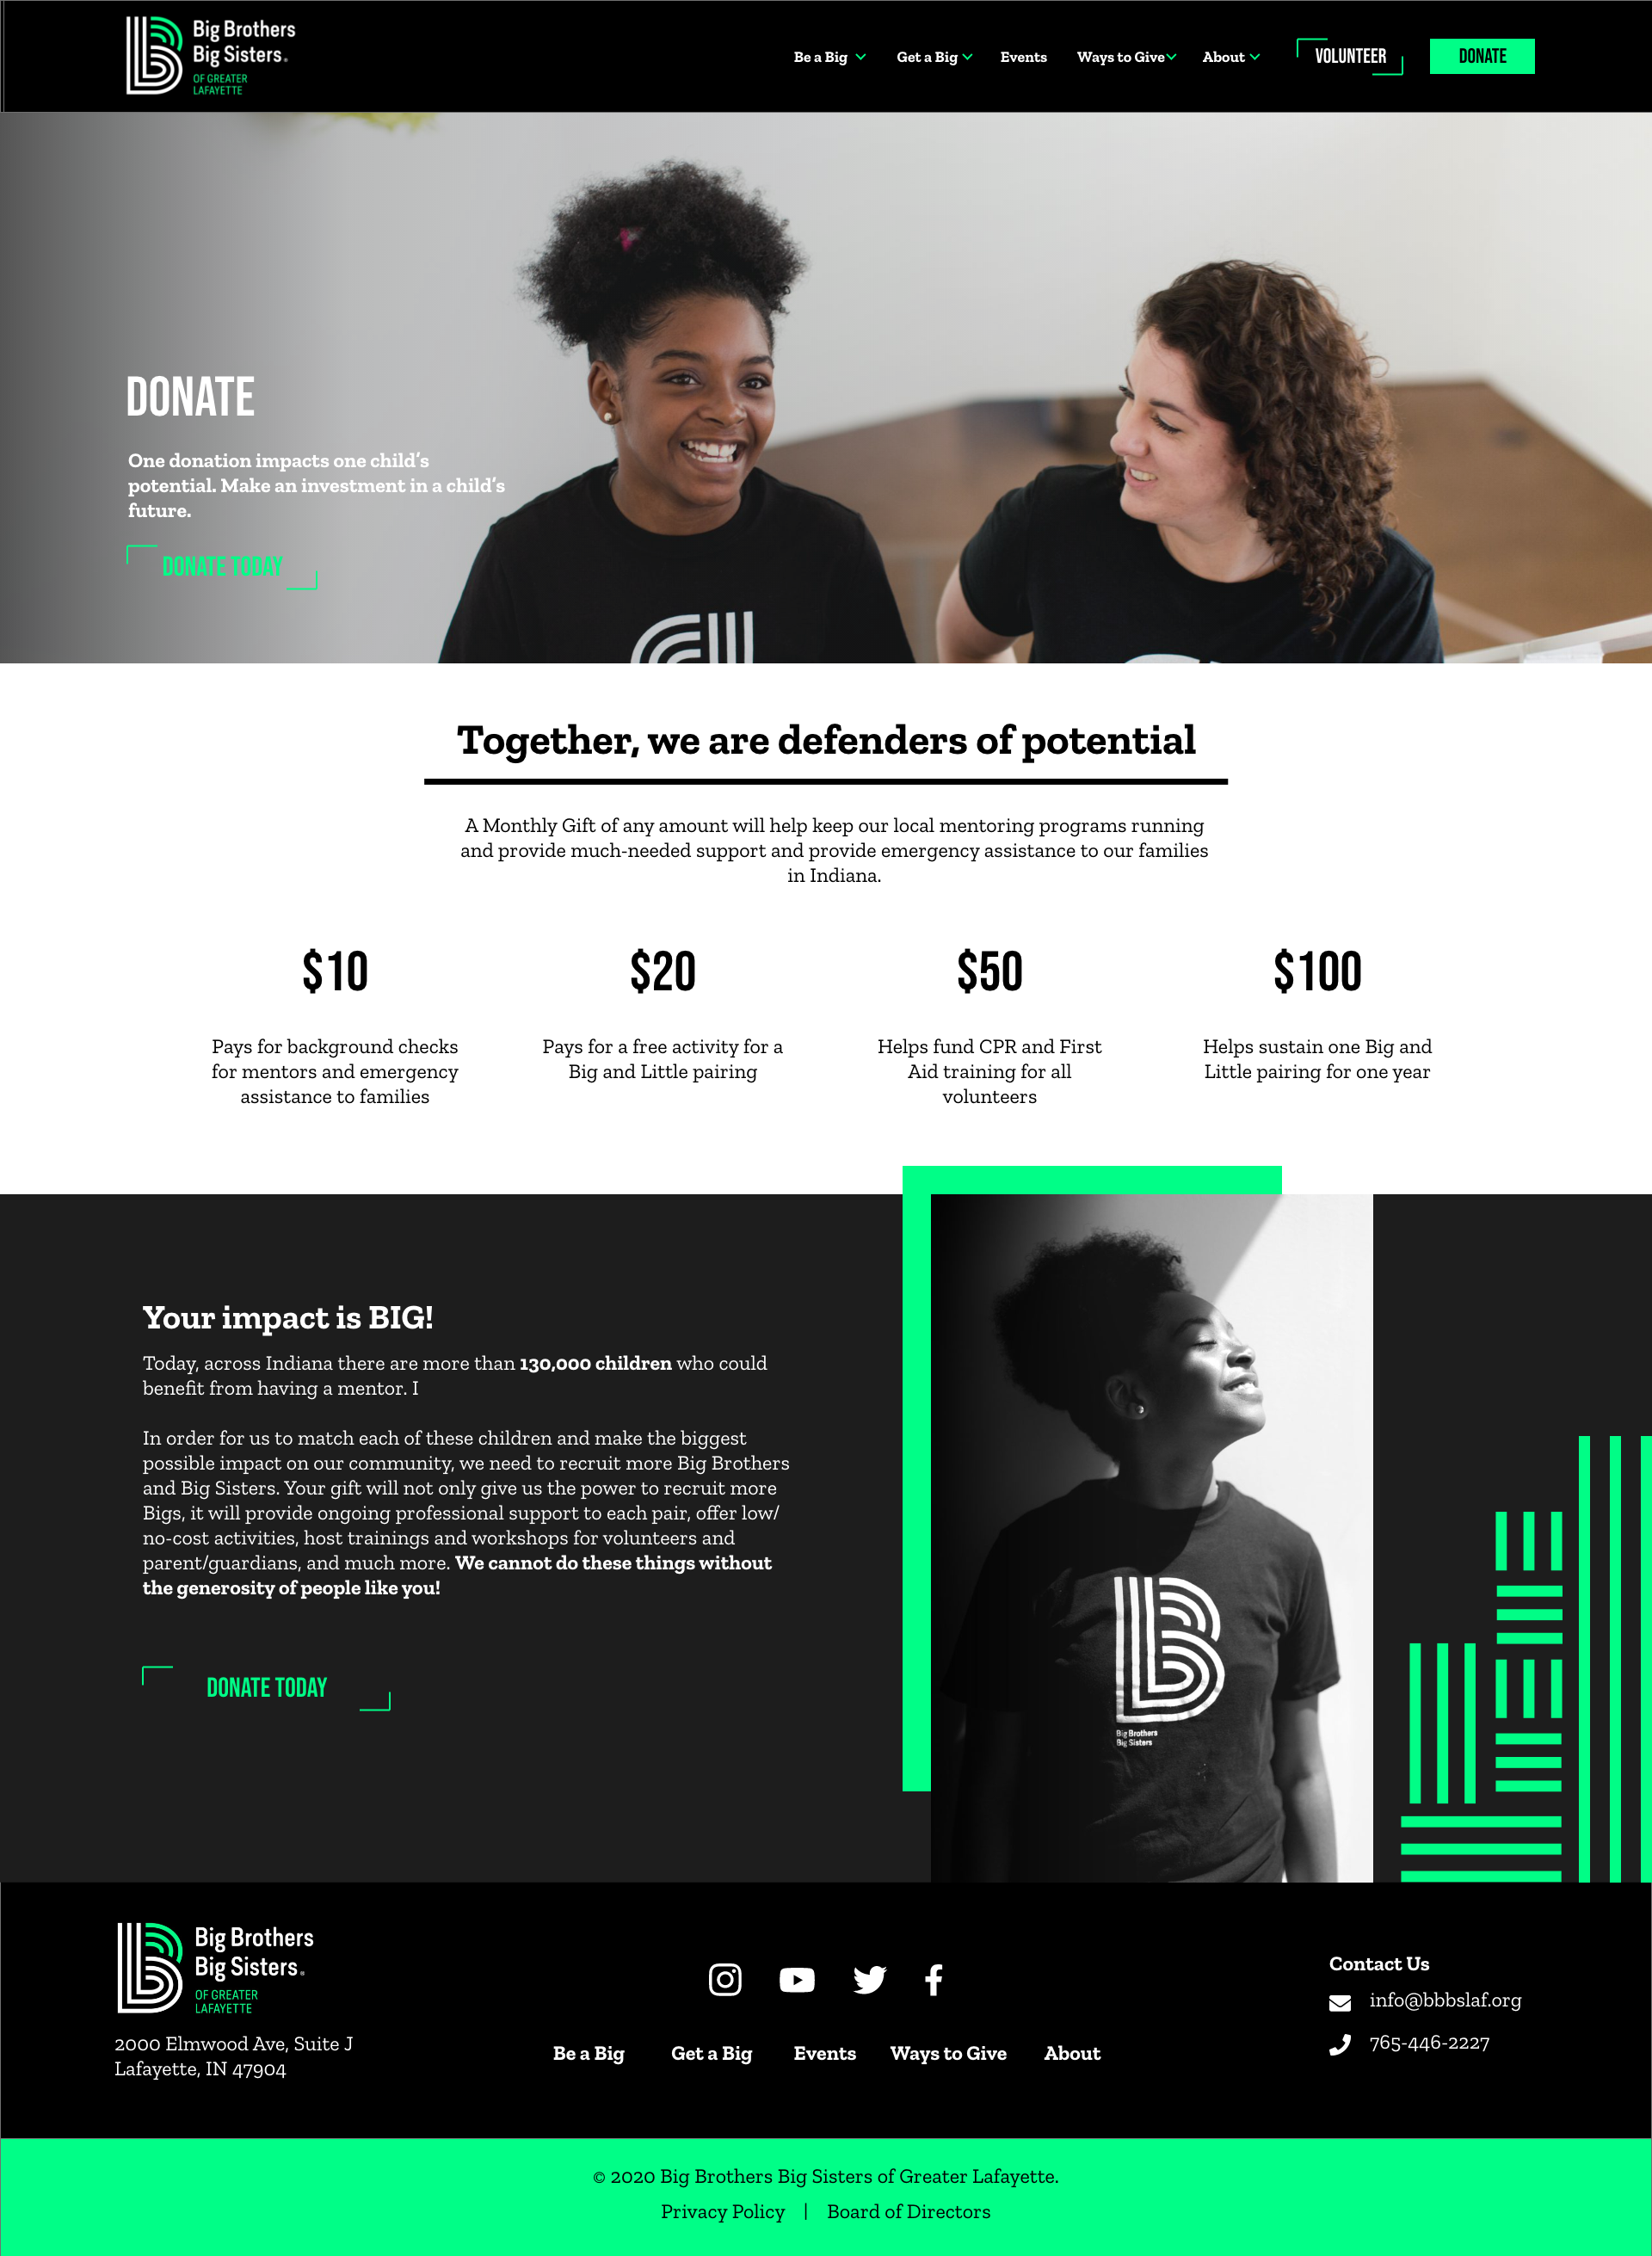 Big Brothers
Big Sisters.
OF GREATER
LAFAYETTE
Be a Big
Get a Big
Events
Ways to Give
About
VOLUNTEER
DONATE
DONATE
One donation impacts one child's
potential. Make an investment in a child's
future.
DONATE TODAY
Together, we are defenders of potential
A Monthly Gift of any amount will help keep our local mentoring programs running
and provide much-needed support and provide emergency assistance to our families
in Indiana.
$10
Pays for background checks
for mentors and emergency
assistance to families
$20
Pays for a free activity for a
Big and Little pairing
$50
Helps fund CPR and First
Aid training for all
volunteers
$100
Helps sustain one Big and
Little pairing for one year
Your impact is BIG!
Today, across Indiana there are more than 130,000 children who could
benefit from having a mentor. I
In order for us to match each of these children and make the biggest
possible impact on our community, we need to recruit more Big Brothers
and Big Sisters. Your gift will not only give us the power to recruit more
Bigs, it will provide ongoing professional support to each pair, offer low/
no-cost activities, host trainings and workshops for volunteers and
parent/guardians, and much more. We cannot do these things without
the generosity of people like you!
DONATE TODAY
Big Brothers
Big Sisters
Big Brothers
Big Sisters.
OF GREATER
LAFAYETTE
2000 Elmwood Ave, Suite J
Lafayette, IN 47904
Be a Big
Get a Big
Events
Ways to Give
About
Contact Us
info@bbbslaf.org
765-446-2227
© 2020 Big Brothers Big Sisters of Greater Lafayette.
Privacy Policy | Board of Directors